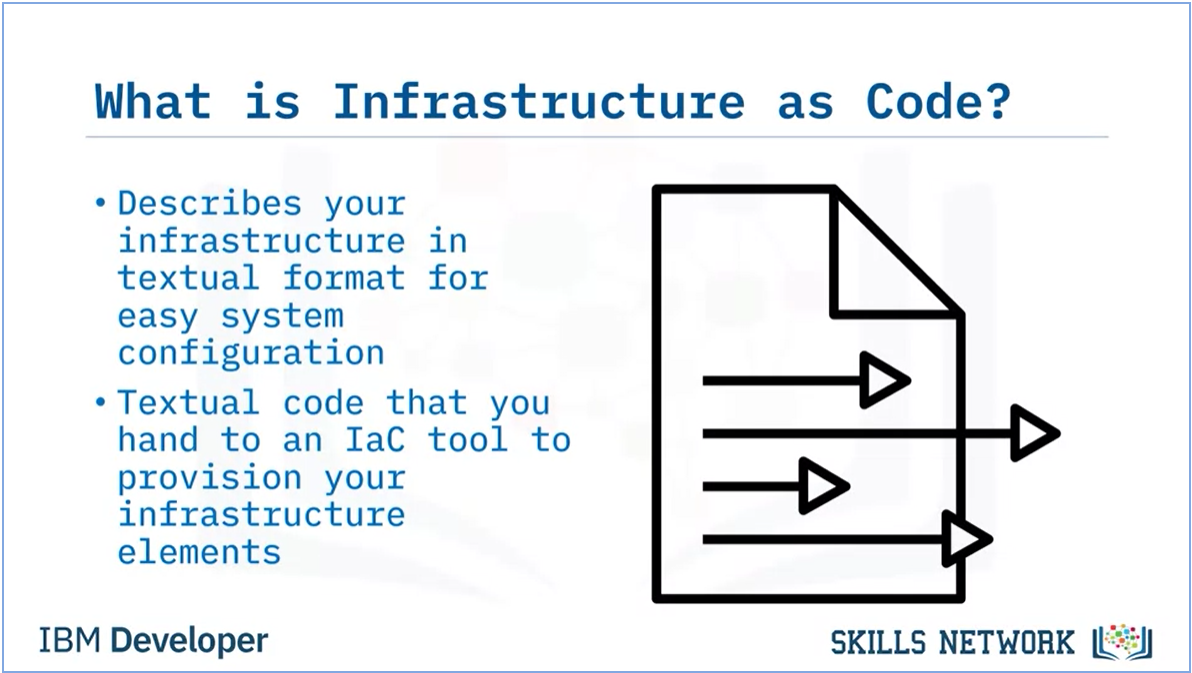 What is Infrastructure as Code?
• Describes your
infrastructure in
textual format for
easy system
configuration
• Textual code that you
hand to an IaC tool to
provision your
infrastructure
elements
IBM Developer
SKILLS NETWORK